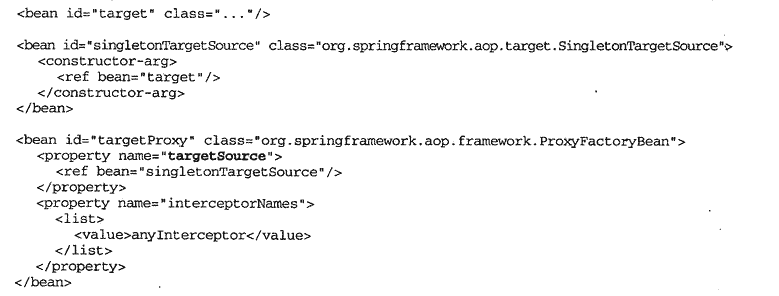 <bean id="target" class="..."/>
<bean id="singletonTargetSource" class="org.springframework.aop.target.SingletonTargetSource">
<constructor-arg>
<ref bean="target"/>
</constructor-arg>
</bean>
<bean id="targetProxy" class="org.springframework.aop.framework.ProxyFactoryBean">
<property name="targetSource">
<ref bean="singletonTargetSource"/>
</property>
<property name="interceptorNames">
<list>
<value>anyInterceptor</value>
</list>
</property>
</bean>